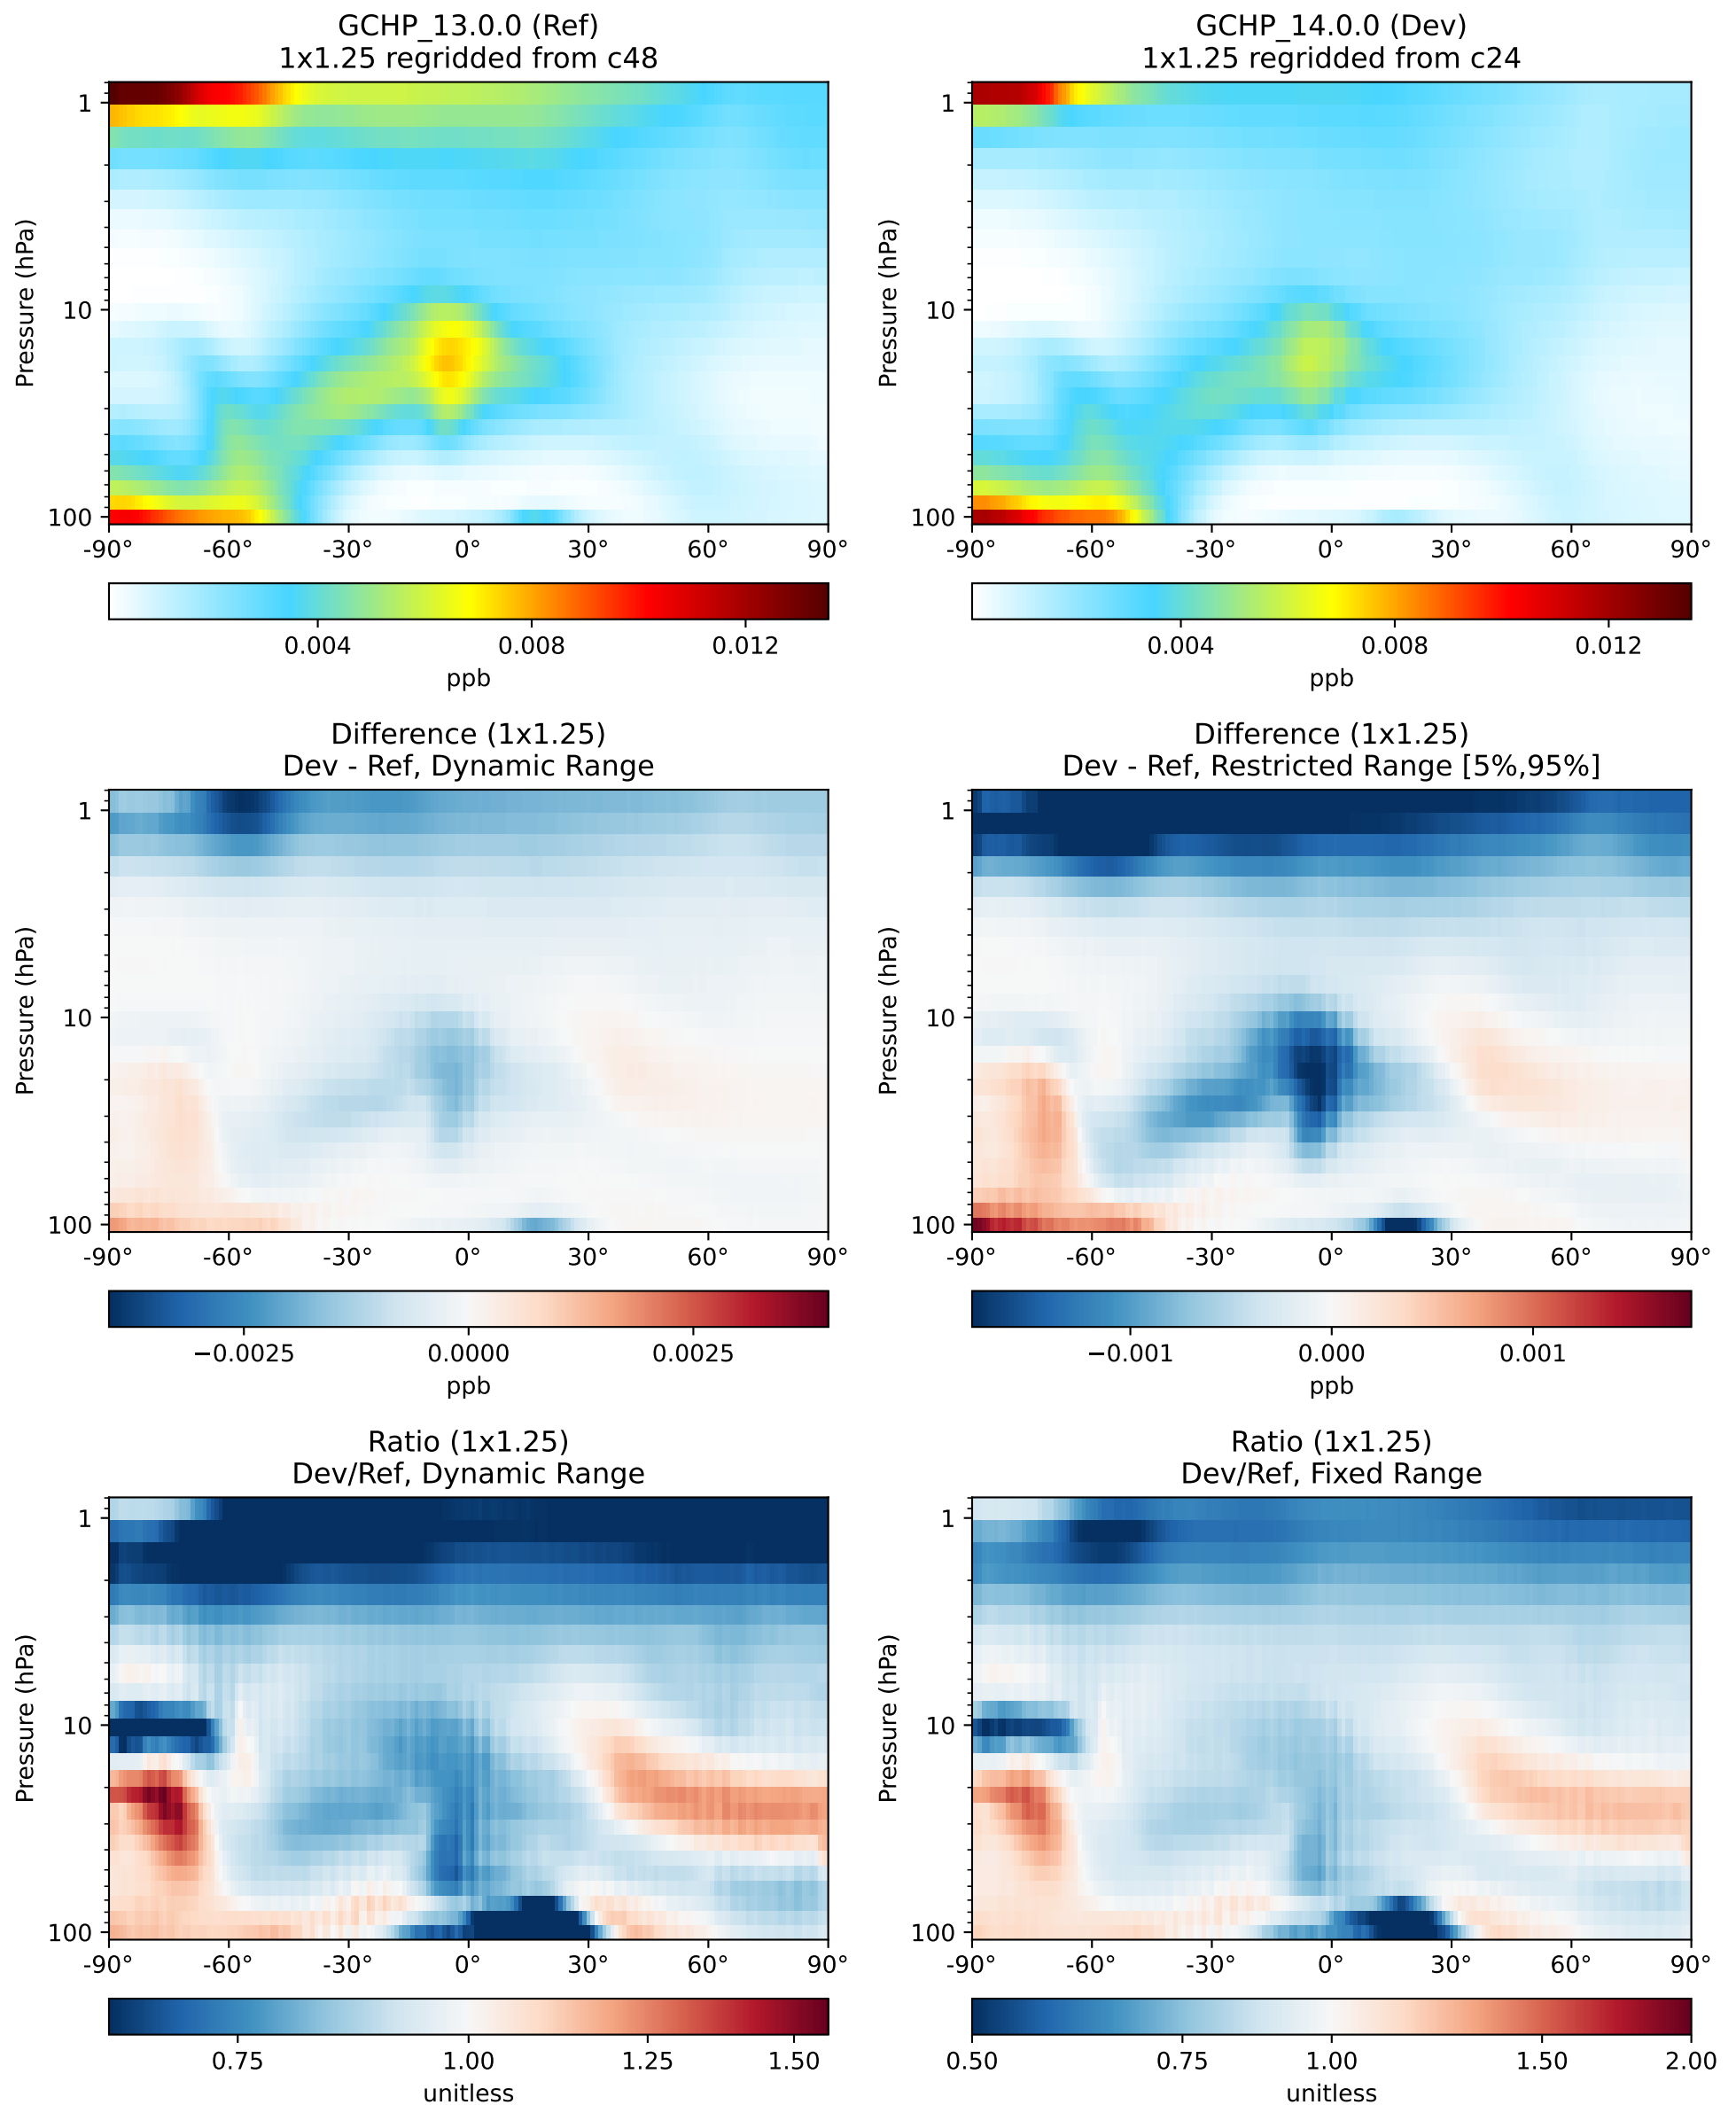 GCHP_13.0.0 (Ref)
1x1.25 regridded from c48
Pressure (hPa)
1
10
100
-90° -60° -30° 0° 30° 60° 90°
0.004 0.008 0.012
ppb
GCHP_14.0.0 (Dev)
1x1.25 regridded from c24
Pressure (hPa)
1
10
100
-90° -60° -30° 0° 30° 60° 90°
0.004 0.008 0.012
ppb
Difference (1x1.25)
Dev - Ref, Dynamic Range
Pressure (hPa)
1
10
100
-90° -60° -30° 0° 30° 60° 90°
−0.0025 0.0000 0.0025
ppb
Difference (1x1.25)
Dev - Ref, Restricted Range [5%,95%]
Pressure (hPa)
1
10
100
-90° -60° -30° 0° 30° 60° 90°
−0.001 0.000 0.001
ppb
Ratio (1x1.25)
Dev/Ref, Dynamic Range
Pressure (hPa)
1
10
100
-90° -60° -30° 0° 30° 60° 90°
0.75 1.00 1.25 1.50
unitless
Ratio (1x1.25)
Dev/Ref, Fixed Range
Pressure (hPa)
1
10
100
-90° -60° -30° 0° 30° 60° 90°
0.50 0.75 1.00 1.50 2.00
unitless